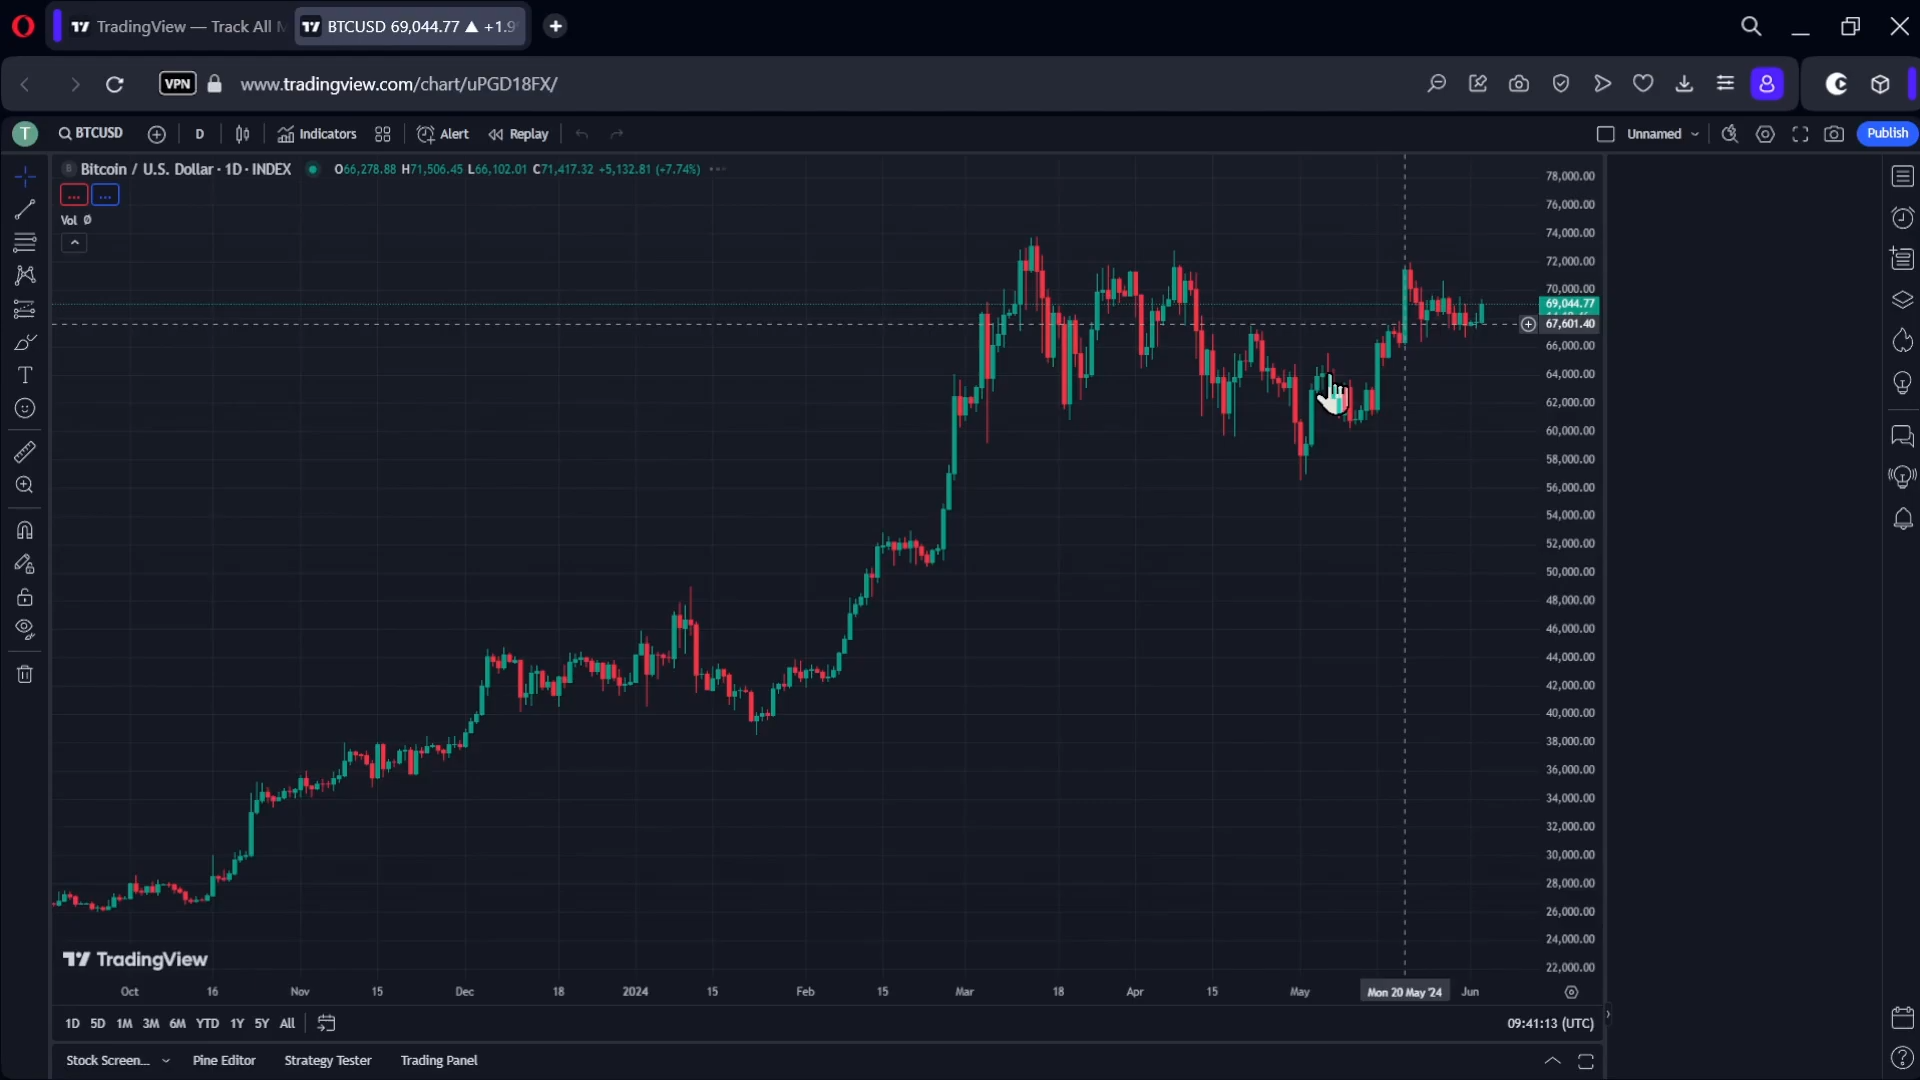 TradingView — Track All M
BTCUSD 69,044.77 ▲ +1.9
VPN
www.tradingview.com/chart/uPGD18FX/
T
BTCUSD
D
Indicators
Alert
Replay
Unnamed
Publish
B Bitcoin / U.S. Dollar · 1D · INDEX
O66,278.88 H71,506.45 L66,102.01 C71,417.32 +5,132.81 (+7.74%)
Vol Ø
78,000.00
76,000.00
74,000.00
72,000.00
70,000.00
69,044.77
67,601.40
66,000.00
64,000.00
62,000.00
60,000.00
58,000.00
56,000.00
54,000.00
52,000.00
50,000.00
48,000.00
46,000.00
44,000.00
42,000.00
40,000.00
38,000.00
36,000.00
34,000.00
32,000.00
30,000.00
28,000.00
26,000.00
24,000.00
22,000.00
TradingView
Oct 16 Nov 15 Dec 18 2024 15 Feb 15 Mar 18 Apr 15 May Mon 20 May '24 Jun
1D 5D 1M 3M 6M YTD 1Y 5Y All
09:41:13 (UTC)
Stock Screen... Pine Editor Strategy Tester Trading Panel